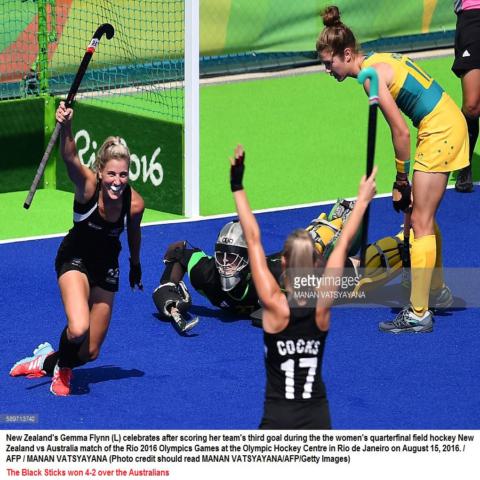 Rio2016
gettyimages
MANAN VATSYAYANA
COCKS
17
589713740
New Zealand's Gemma Flynn (L) celebrates after scoring her team's third goal during the the women's quarterfinal field hockey New
Zealand vs Australia match of the Rio 2016 Olympics Games at the Olympic Hockey Centre in Rio de Janeiro on August 15, 2016. /
AFP / MANAN VATSYAYANA (Photo credit should read MANAN VATSYAYANA/AFP/Getty Images)
The Black Sticks won 4-2 over the Australians